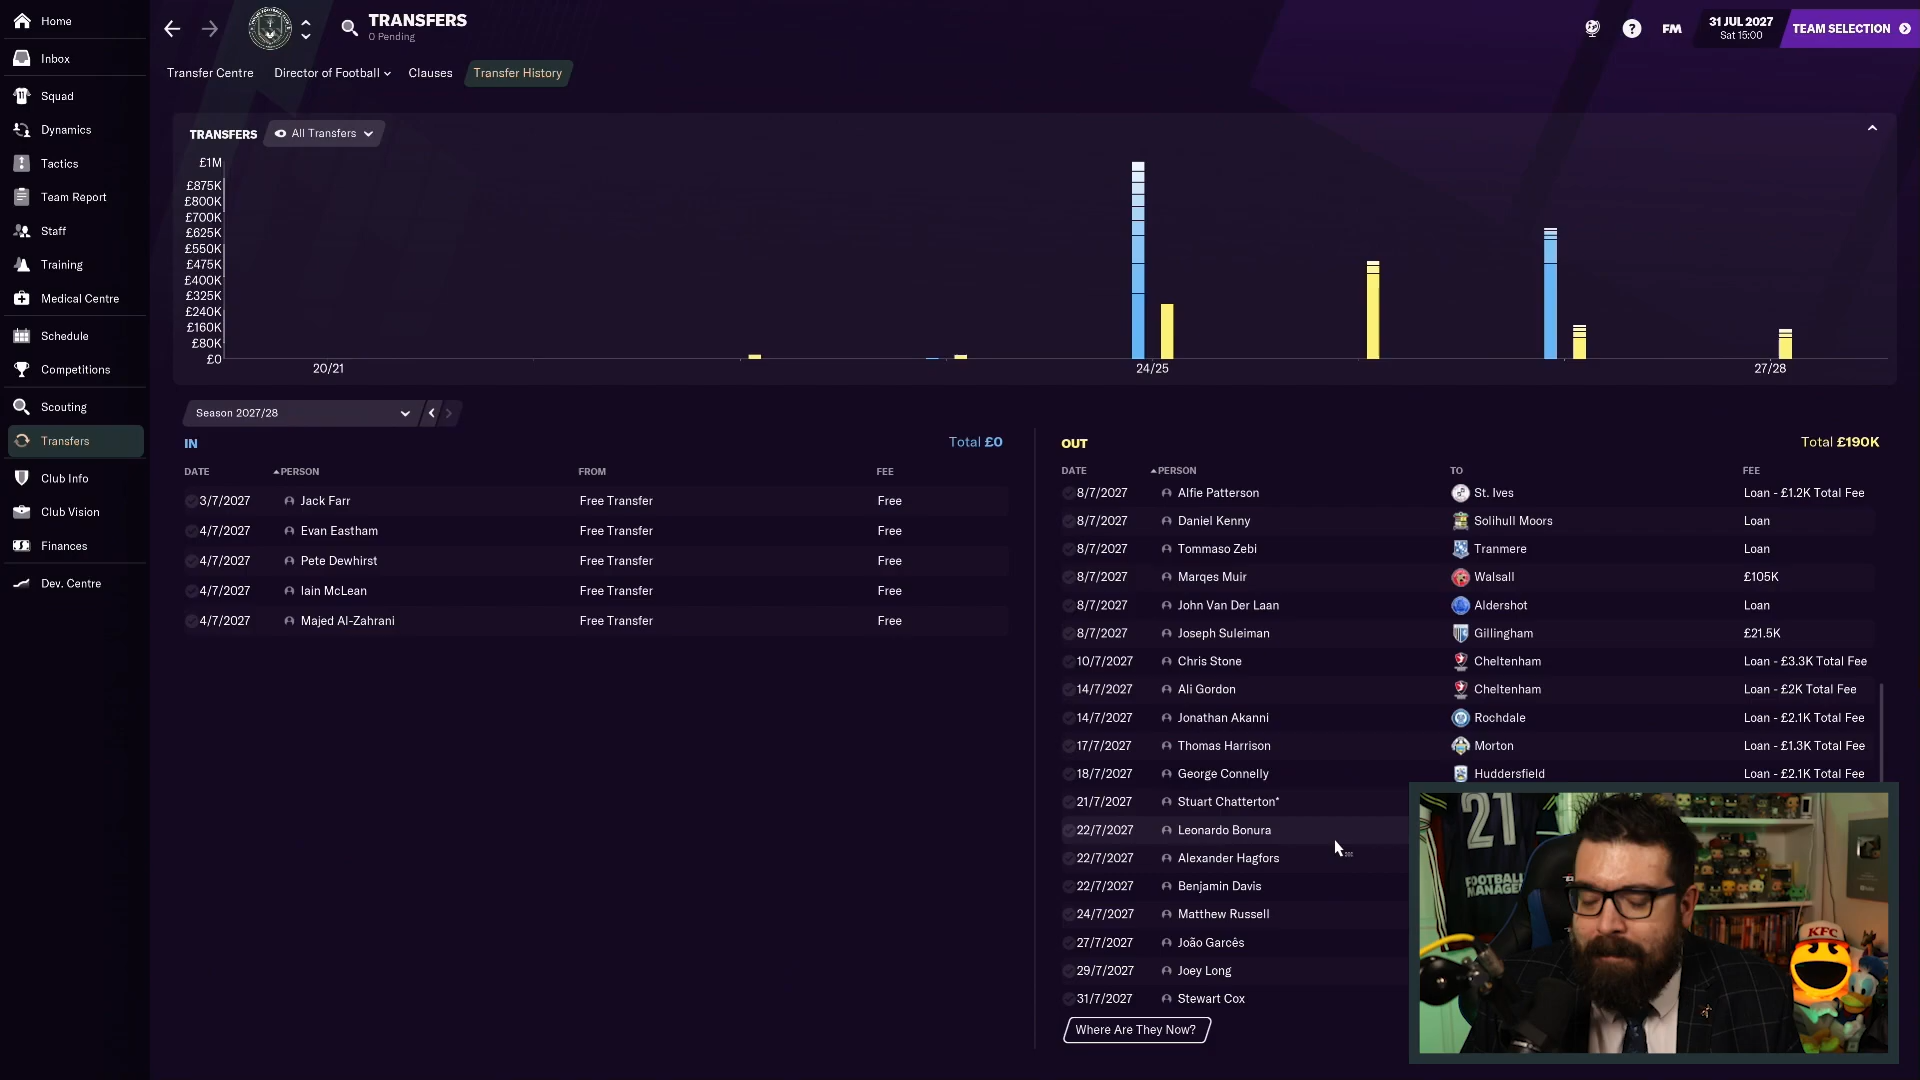 Home
TRANSFERS
0 Pending
FM
31 JUL 2027
Sat 15:00
TEAM SELECTION
Inbox
Transfer Centre Director of Football Clauses Transfer History
Squad
Dynamics
Tactics
Team Report
Staff
Training
Medical Centre
Schedule
Competitions
Scouting
Transfers
Club Info
Club Vision
Finances
Dev. Centre
TRANSFERS All Transfers
£1M
£875K
£800K
£700K
£625K
£550K
£475K
£400K
£325K
£240K
£160K
£80K
£0
20/21 24/25 27/28
Season 2027/28
IN Total £0
DATE PERSON FROM FEE
3/7/2027 Jack Farr Free Transfer Free
4/7/2027 Evan Eastham Free Transfer Free
4/7/2027 Pete Dewhirst Free Transfer Free
4/7/2027 Iain McLean Free Transfer Free
4/7/2027 Majed Al-Zahrani Free Transfer Free
OUT Total £190K
DATE PERSON TO FEE
8/7/2027 Alfie Patterson St. Ives Loan - £1.2K Total Fee
8/7/2027 Daniel Kenny Solihull Moors Loan
8/7/2027 Tommaso Zebi Tranmere Loan
8/7/2027 Marqes Muir Walsall £105K
8/7/2027 John Van Der Laan Aldershot Loan
8/7/2027 Joseph Suleiman Gillingham £21.5K
10/7/2027 Chris Stone Cheltenham Loan - £3.3K Total Fee
14/7/2027 Ali Gordon Cheltenham Loan - £2K Total Fee
14/7/2027 Jonathan Akanni Rochdale Loan - £2.1K Total Fee
17/7/2027 Thomas Harrison Morton Loan - £1.3K Total Fee
18/7/2027 George Connelly Huddersfield Loan - £2.1K Total Fee
21/7/2027 Stuart Chatterton*
22/7/2027 Leonardo Bonura
22/7/2027 Alexander Hagfors
22/7/2027 Benjamin Davis
24/7/2027 Matthew Russell
27/7/2027 João Garcês
29/7/2027 Joey Long
31/7/2027 Stewart Cox
Where Are They Now?
21
FOOTBALL
MANAGER
KFC